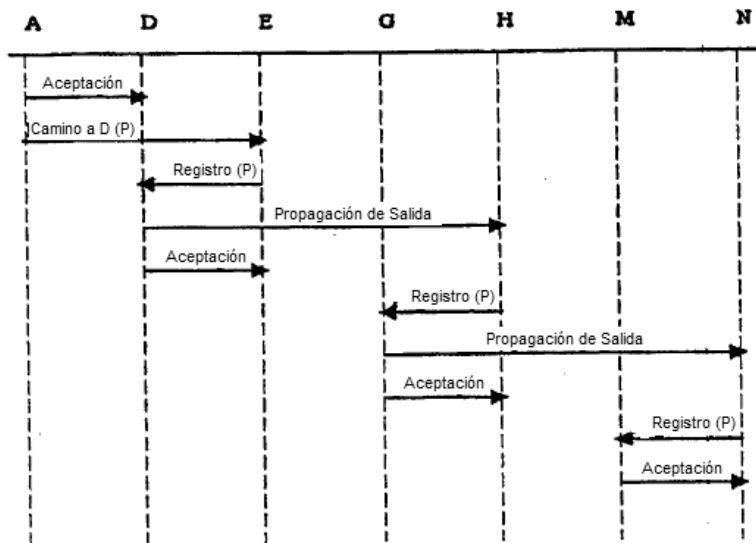 A D E G H M N
Aceptación
Camino a D (P)
Registro (P)
Propagación de Salida
Aceptación
Registro (P)
Propagación de Salida
Aceptación
Registro (P)
Aceptación